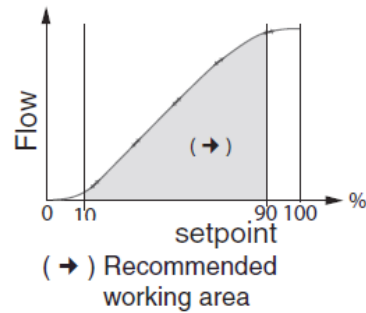 Flow
(➔)
%
0 10 90 100
setpoint
(➔) Recommended
working area